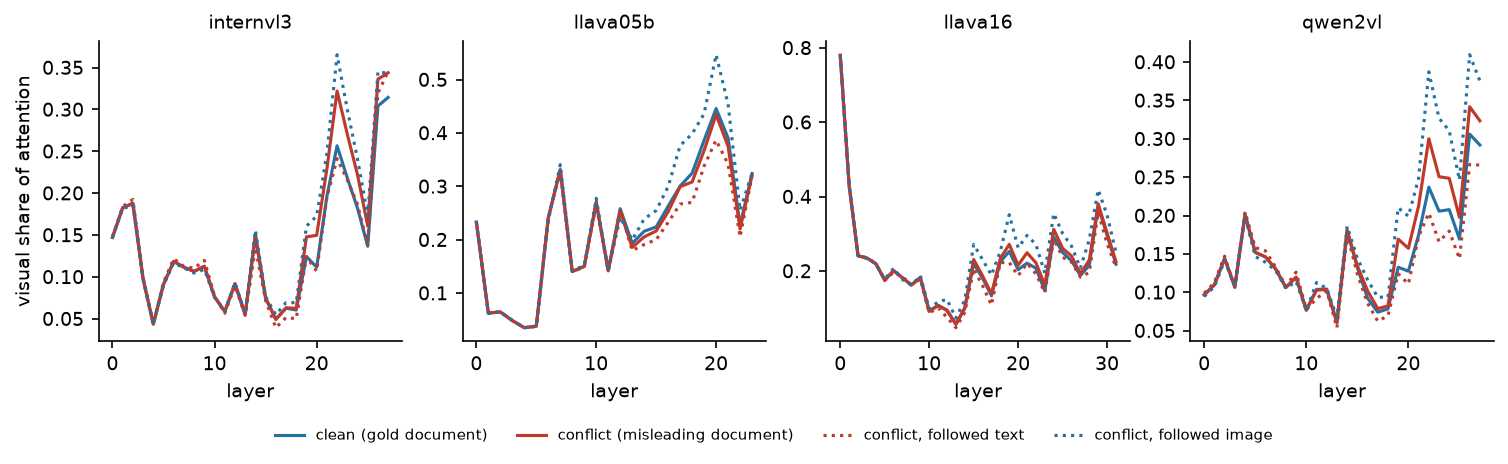 internvl3
llava05b
llava16
qwen2vl
visual share of attention
0.35
0.30
0.25
0.20
0.15
0.10
0.05
0
10
20
layer
0.5
0.4
0.3
0.2
0.1
0
10
20
layer
0.8
0.6
0.4
0.2
0
10
20
30
layer
0.40
0.35
0.30
0.25
0.20
0.15
0.10
0.05
0
10
20
layer
clean (gold document)
conflict (misleading document)
conflict, followed text
conflict, followed image